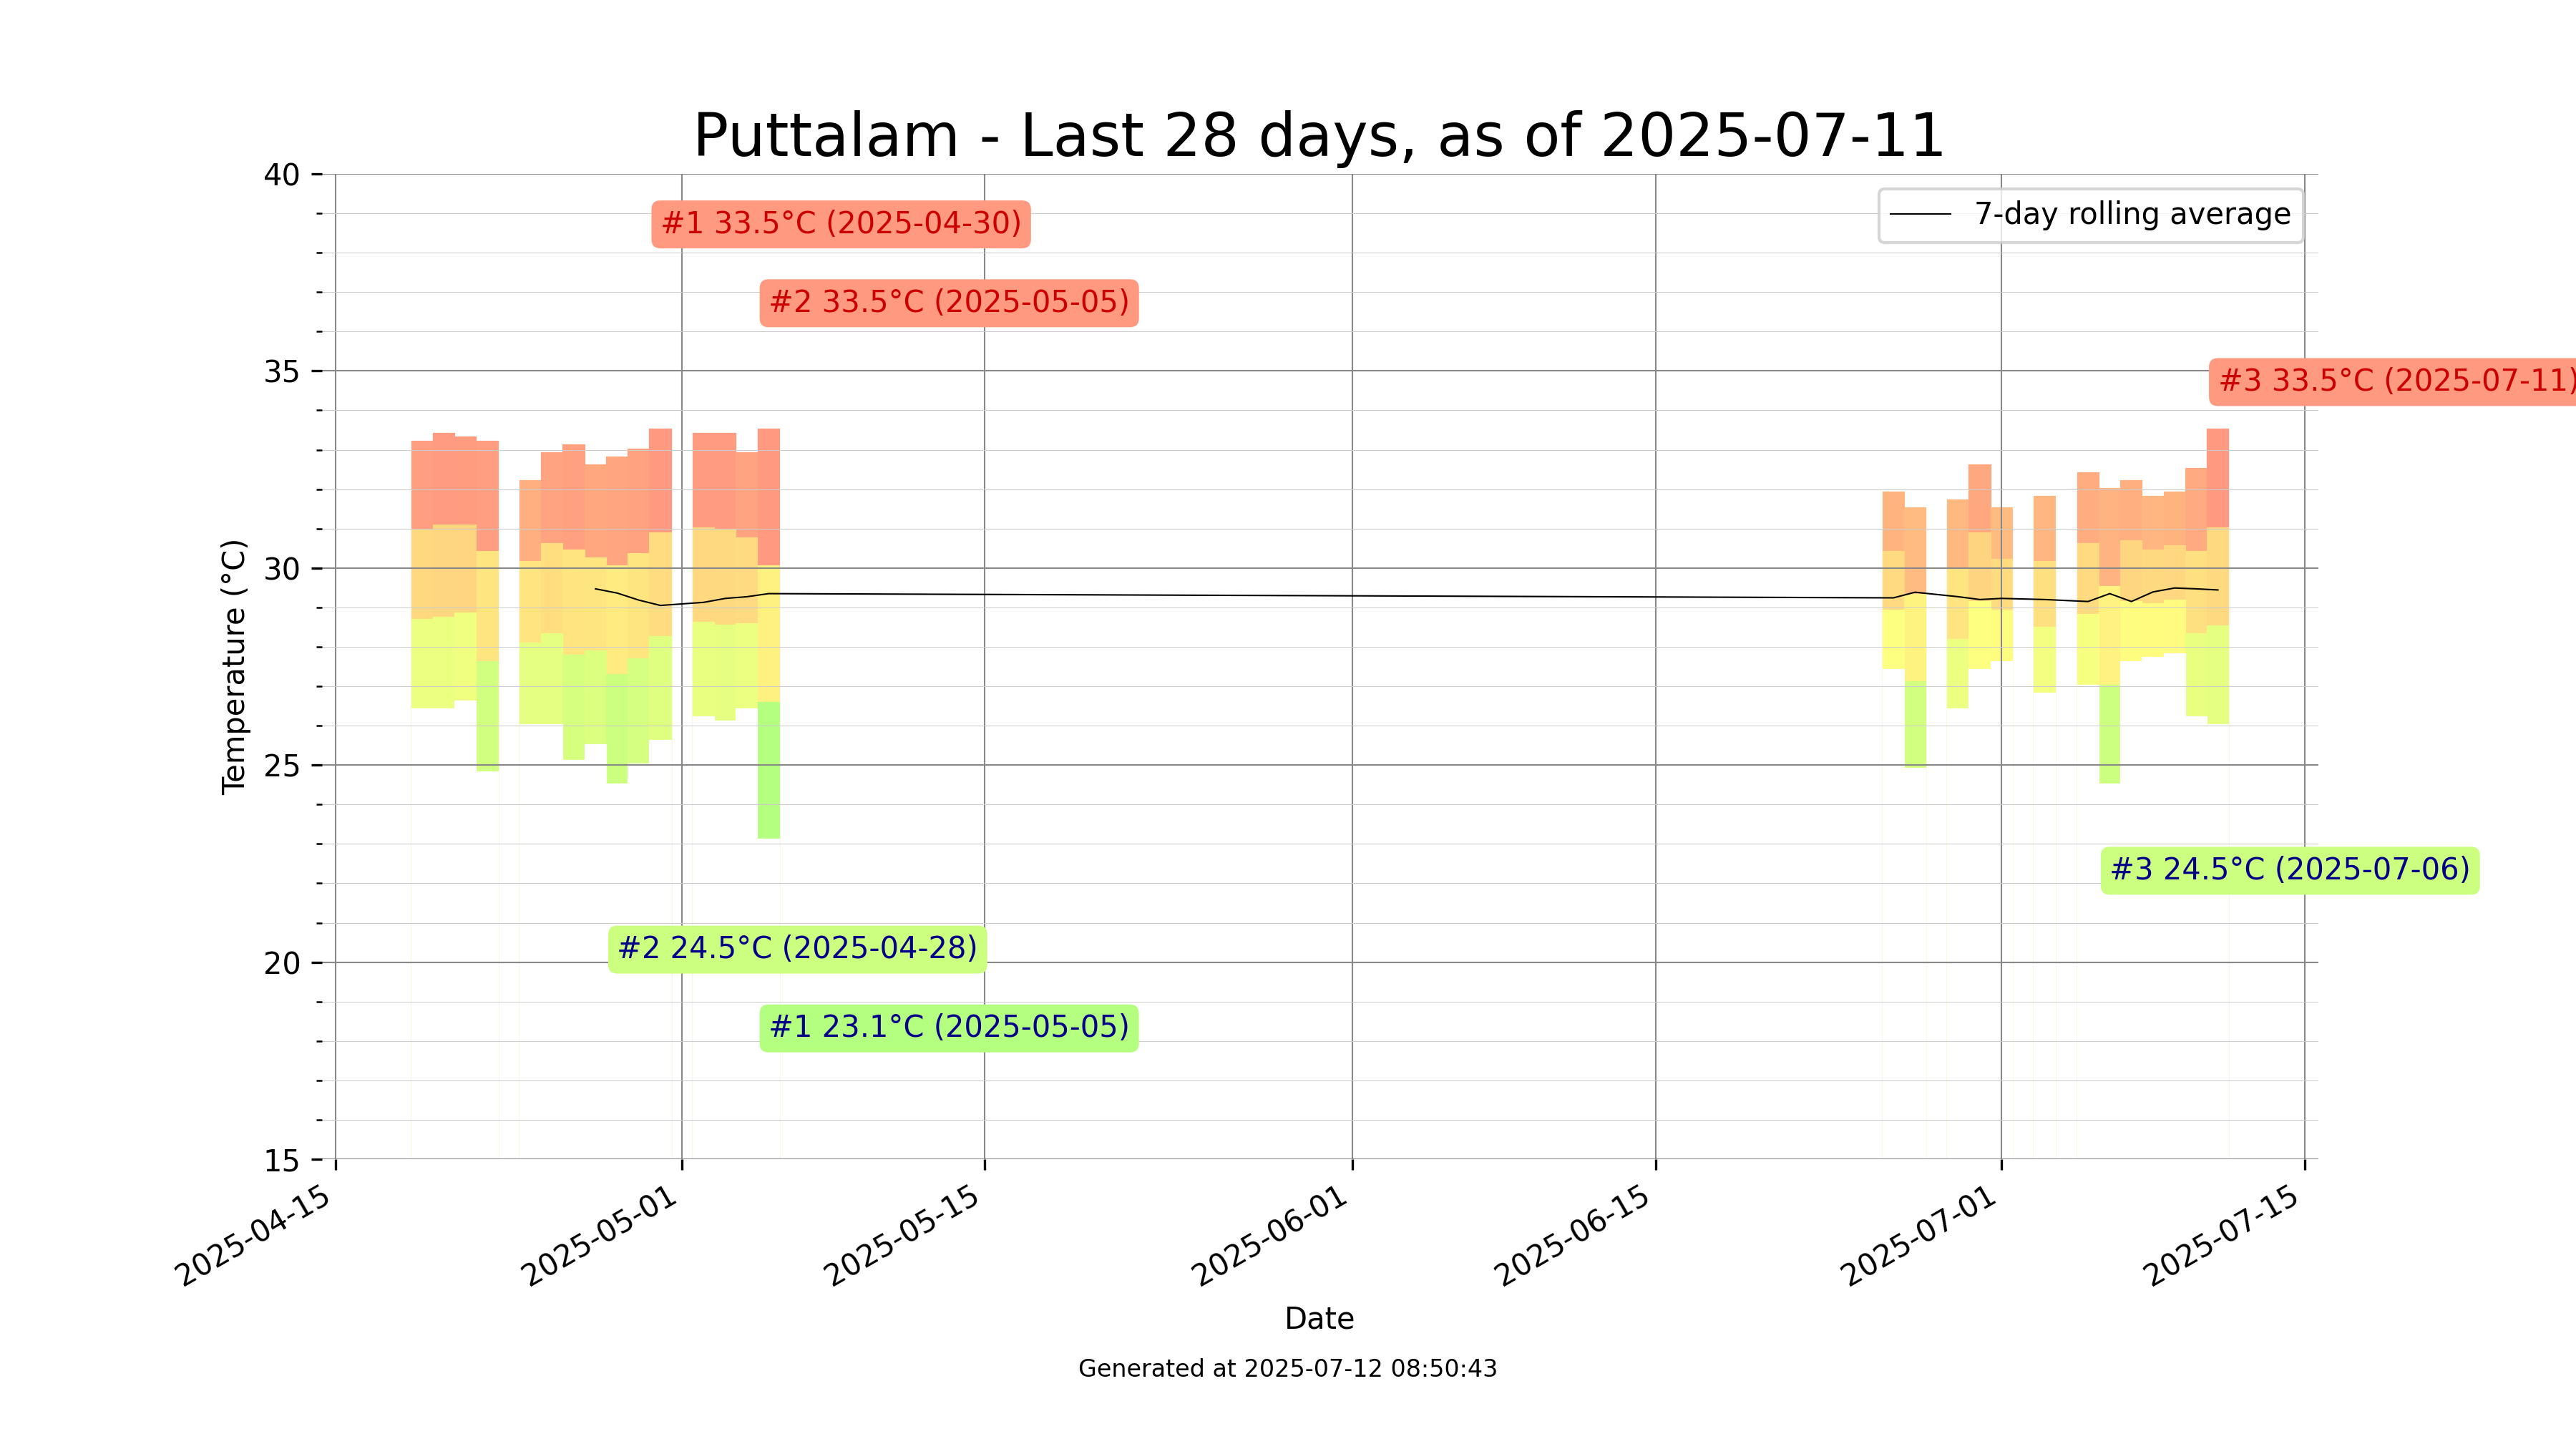 Puttalam - Last 28 days, as of 2025-07-11
40
35
30
25
20
15
Temperature (°C)
7-day rolling average
#1 33.5°C (2025-04-30)
#2 33.5°C (2025-05-05)
#3 33.5°C (2025-07-11)
#3 24.5°C (2025-07-06)
#2 24.5°C (2025-04-28)
#1 23.1°C (2025-05-05)
2025-04-15
2025-05-01
2025-05-15
2025-06-01
2025-06-15
2025-07-01
2025-07-15
Date
Generated at 2025-07-12 08:50:43